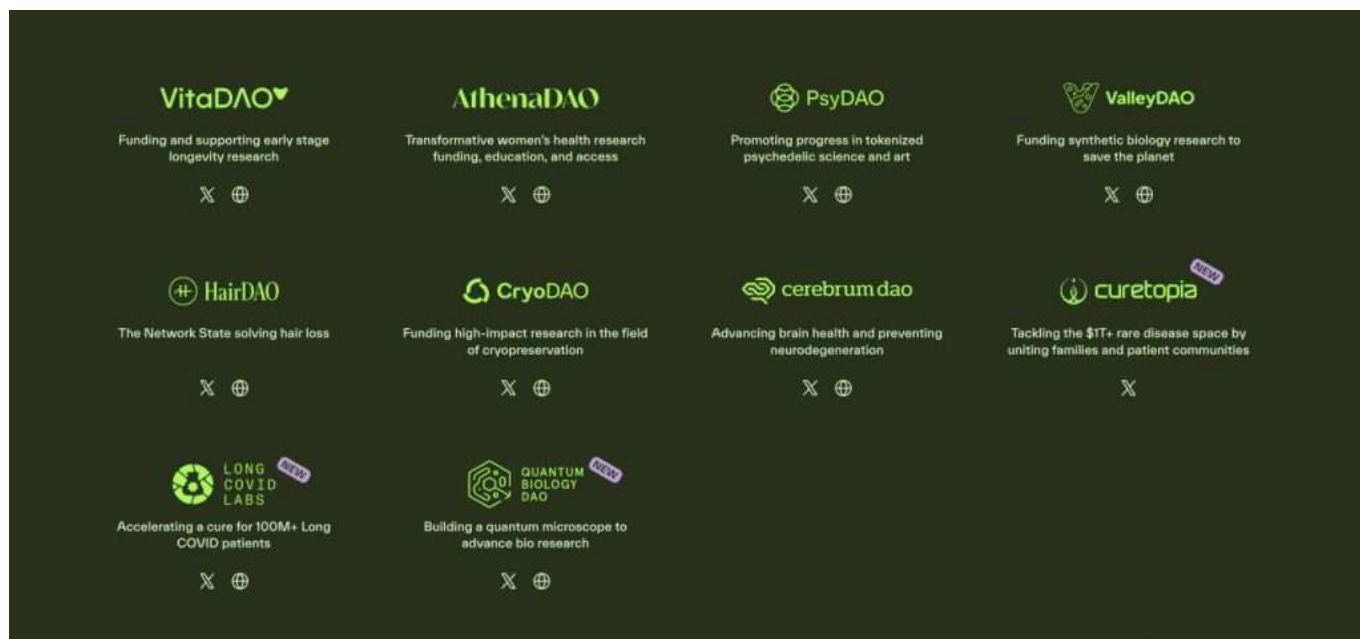 VitaDAO
Funding and supporting early stage
longevity research
AthenaDAO
Transformative women's health research
funding, education, and access
PsyDAO
Promoting progress in tokenized
psychedelic science and art
ValleyDAO
Funding synthetic biology research to
save the planet
HairDAO
The Network State solving hair loss
CryoDAO
Funding high-impact research in the field
of cryopreservation
cerebrum dao
Advancing brain health and preventing
neurodegeneration
curetopia
NEW
Tackling the $1T+ rare disease space by
uniting families and patient communities
LONG
COVID
LABS
NEW
Accelerating a cure for 100M+ Long
COVID patients
QUANTUM
BIOLOGY
DAO
NEW
Building a quantum microscope to
advance bio research